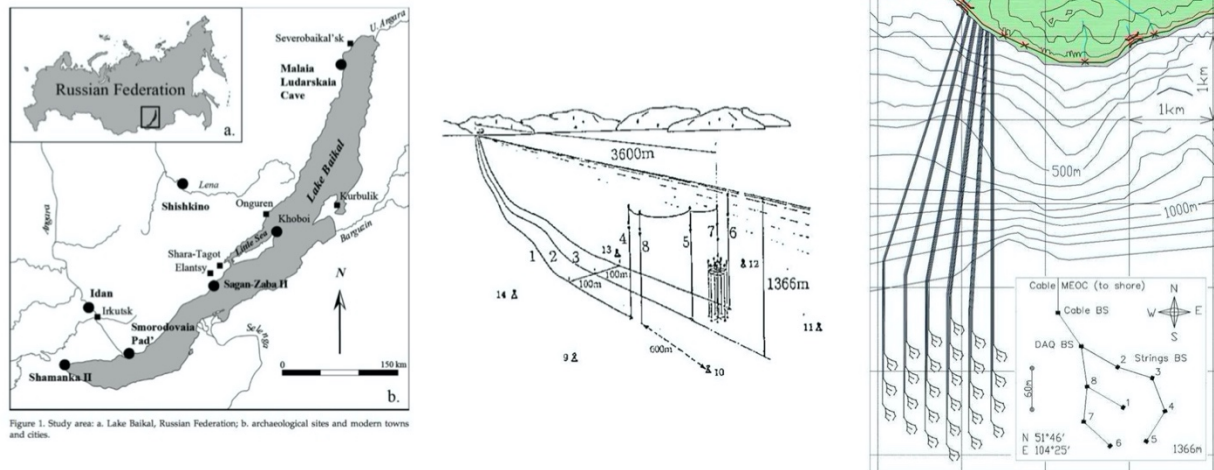 Russian Federation
a.
U. Angara
Severobaikal'sk
Malaia
Ludarskaia
Cave
Lake Baikal
Lena
Shishkino
Onguren
Kurbulik
Khoboi
Barguzin
Little Sea
Shara-Tagot
Elantsy
Sagan-Zaba II
N
Angara
Idan
Irkutsk
Smorodovaia
Pad'
Selenga
Shamanka II
0 150 km
b.
Figure 1. Study area: a. Lake Baikal, Russian Federation; b. archaeological sites and modern towns
and cities.
3600m
4 8 5 7 6
1 2 3
13
12
100m
100m
1366m
14
11
600m
9
10
1km
1km
500m
1000m
Cable MEOC (to shore)
Cable BS
N
W E
S
DAQ BS
Strings BS
2
3
8
1
4
7
6
5
60m
N 51°46'
E 104°25'
1366m